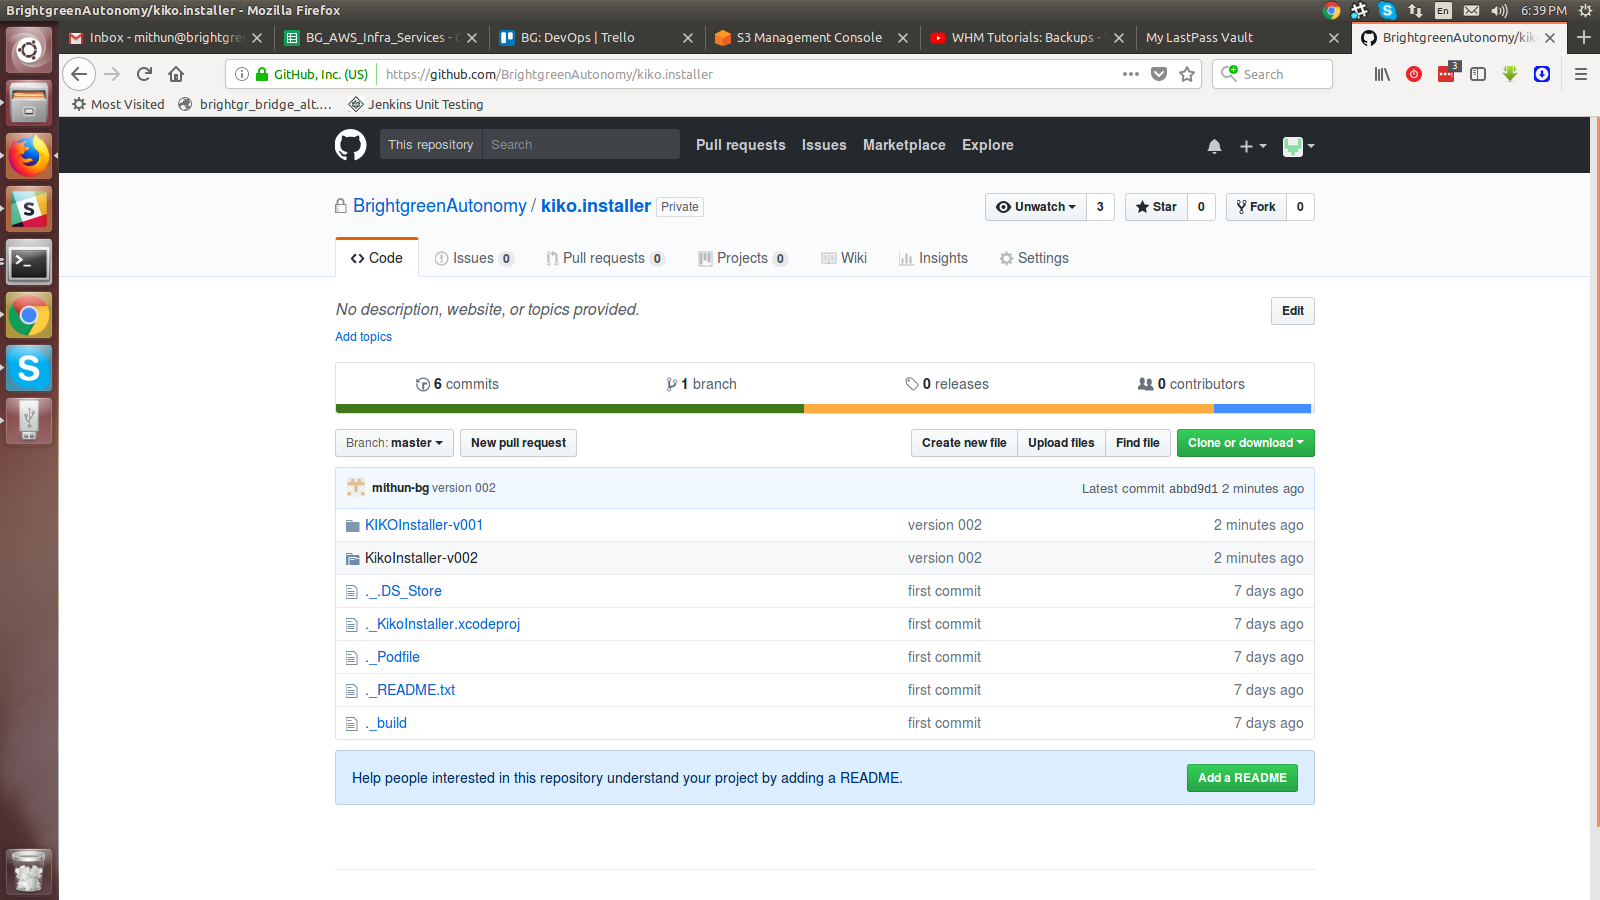 BrightgreenAutonomy/kiko.installer - Mozilla Firefox
En 6:39 PM
Inbox - mithun@brightgre
BG_AWS_Infra_Services -
BG: DevOps | Trello
S3 Management Console
WHM Tutorials: Backups -
My LastPass Vault
BrightgreenAutonomy/kik
GitHub, Inc. (US)
https://github.com/BrightgreenAutonomy/kiko.installer
Search
3
Most Visited
brightgr_bridge_alt....
Jenkins Unit Testing
This repository
Search
Pull requests
Issues
Marketplace
Explore
BrightgreenAutonomy / kiko.installer Private
Unwatch 3
Star 0
Fork 0
Code
Issues 0
Pull requests 0
Projects 0
Wiki
Insights
Settings
No description, website, or topics provided.
Edit
Add topics
6 commits
1 branch
0 releases
0 contributors
Branch: master
New pull request
Create new file
Upload files
Find file
Clone or download
mithun-bg version 002
Latest commit abbd9d1 2 minutes ago
KIKOInstaller-v001 version 002 2 minutes ago
KikoInstaller-v002 version 002 2 minutes ago
._.DS_Store first commit 7 days ago
._KikoInstaller.xcodeproj first commit 7 days ago
._Podfile first commit 7 days ago
._README.txt first commit 7 days ago
._build first commit 7 days ago
Help people interested in this repository understand your project by adding a README.
Add a README